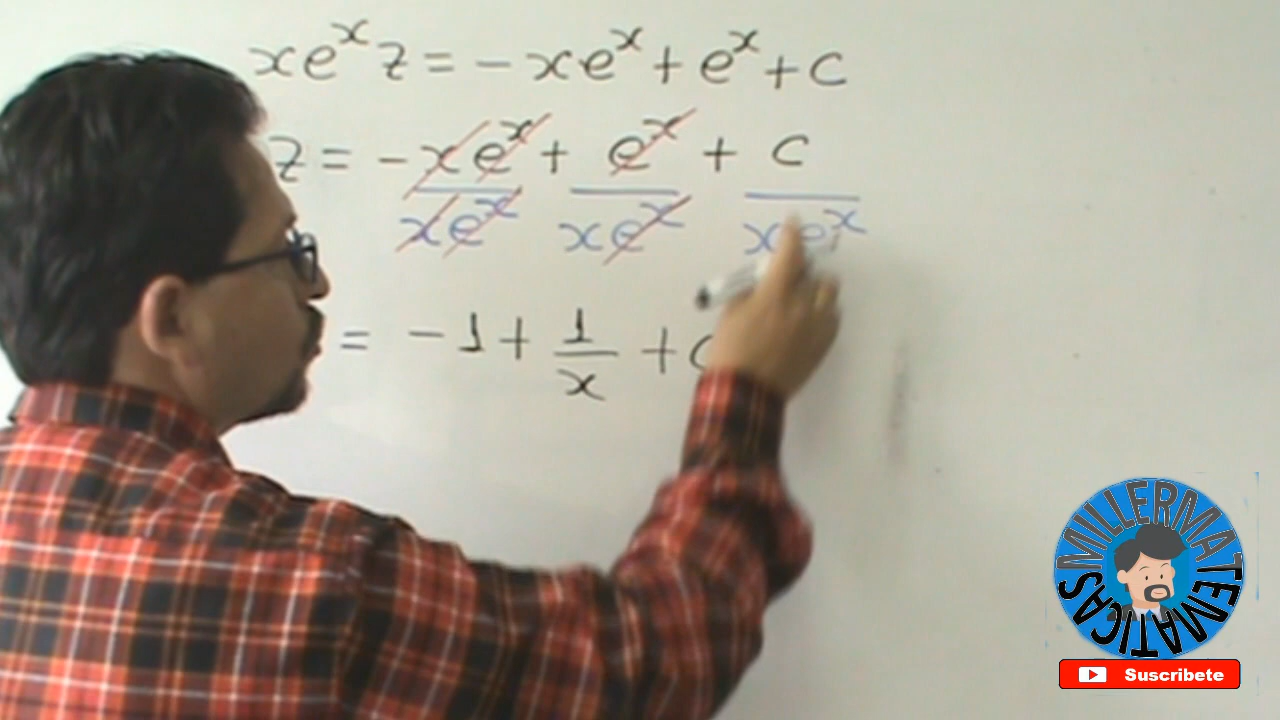 xe^x z = - xe^x + e^x + c
z = - xe^x/xe^x + e^x/xe^x + c/xe^x
= -1 + 1/x + c
MILLERMATEMATICAS
Suscribete